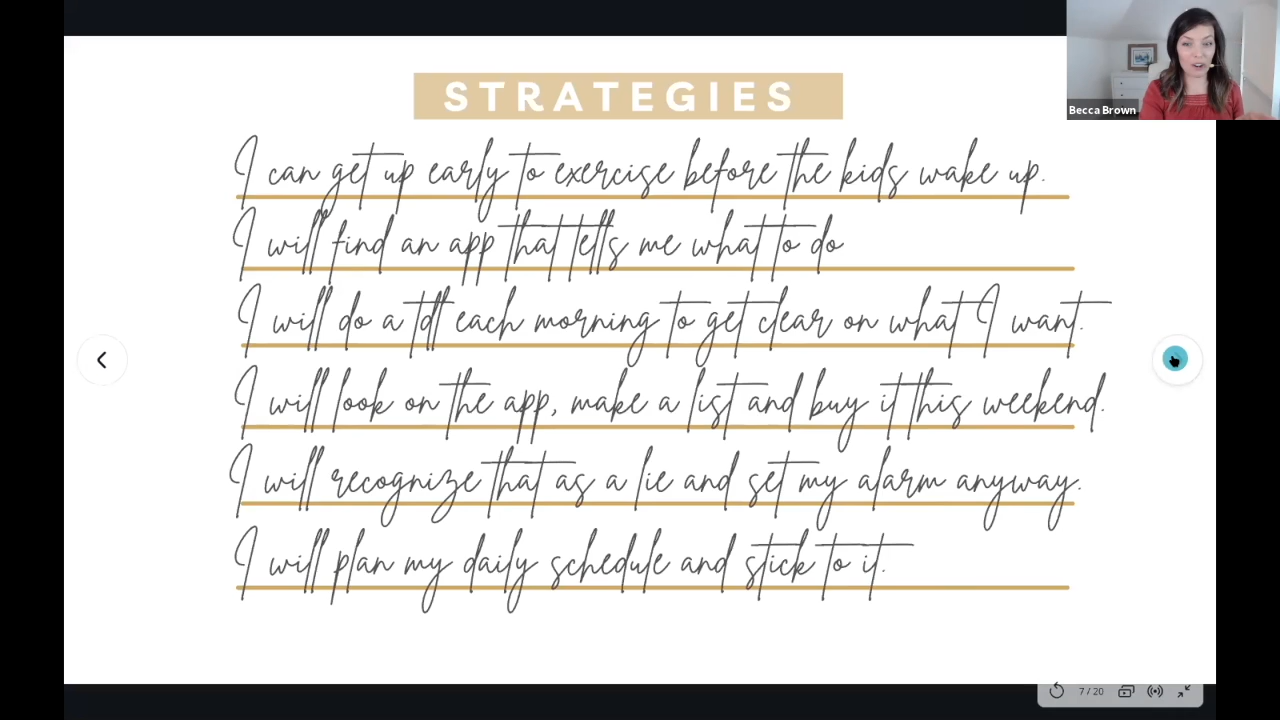 STRATEGIES
Becca Brown
I can get up early to exercise before the kids wake up.
I will find an app that tells me what to do
I will do a tdl each morning to get clear on what I want.
I will look on the app, make a list and buy it this weekend.
I will recognize that as a lie and set my alarm anyway.
I will plan my daily schedule and stick to it.
7 / 20